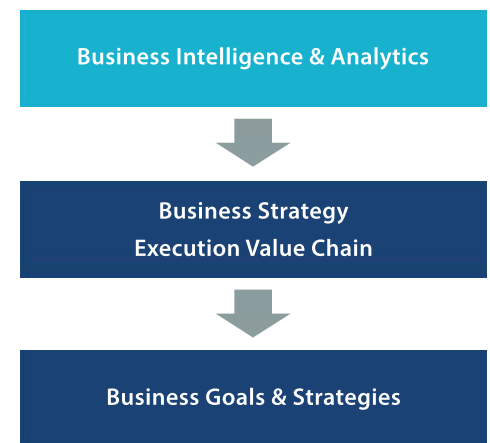 Business Intelligence & Analytics
Business Strategy
Execution Value Chain
Business Goals & Strategies